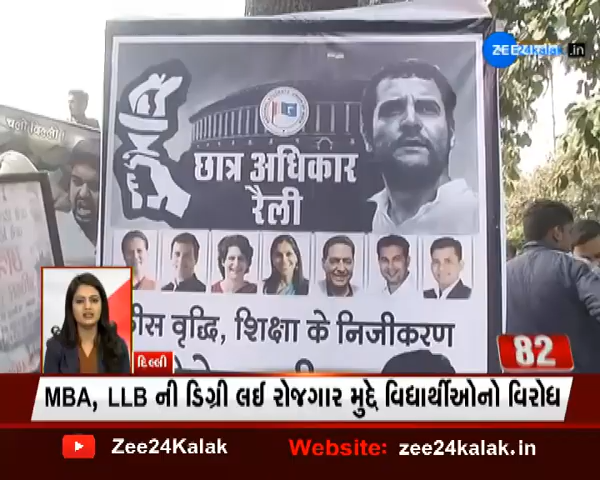 ZEE24kalak.in
छात्र अधिकार
रैली
फीस वृद्धि, शिक्षा के निजीकरण
દિલ્લી
82
MBA, LLB ની ડિગ્રી લઈ રોજગાર મુદ્દે વિદ્યાર્થીઓનો વિરોધ
Zee24Kalak
Website: zee24kalak.in